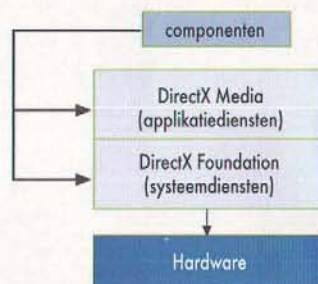 componenten
DirectX Media
(applikatiediensten)
DirectX Foundation
(systeemdiensten)
Hardware